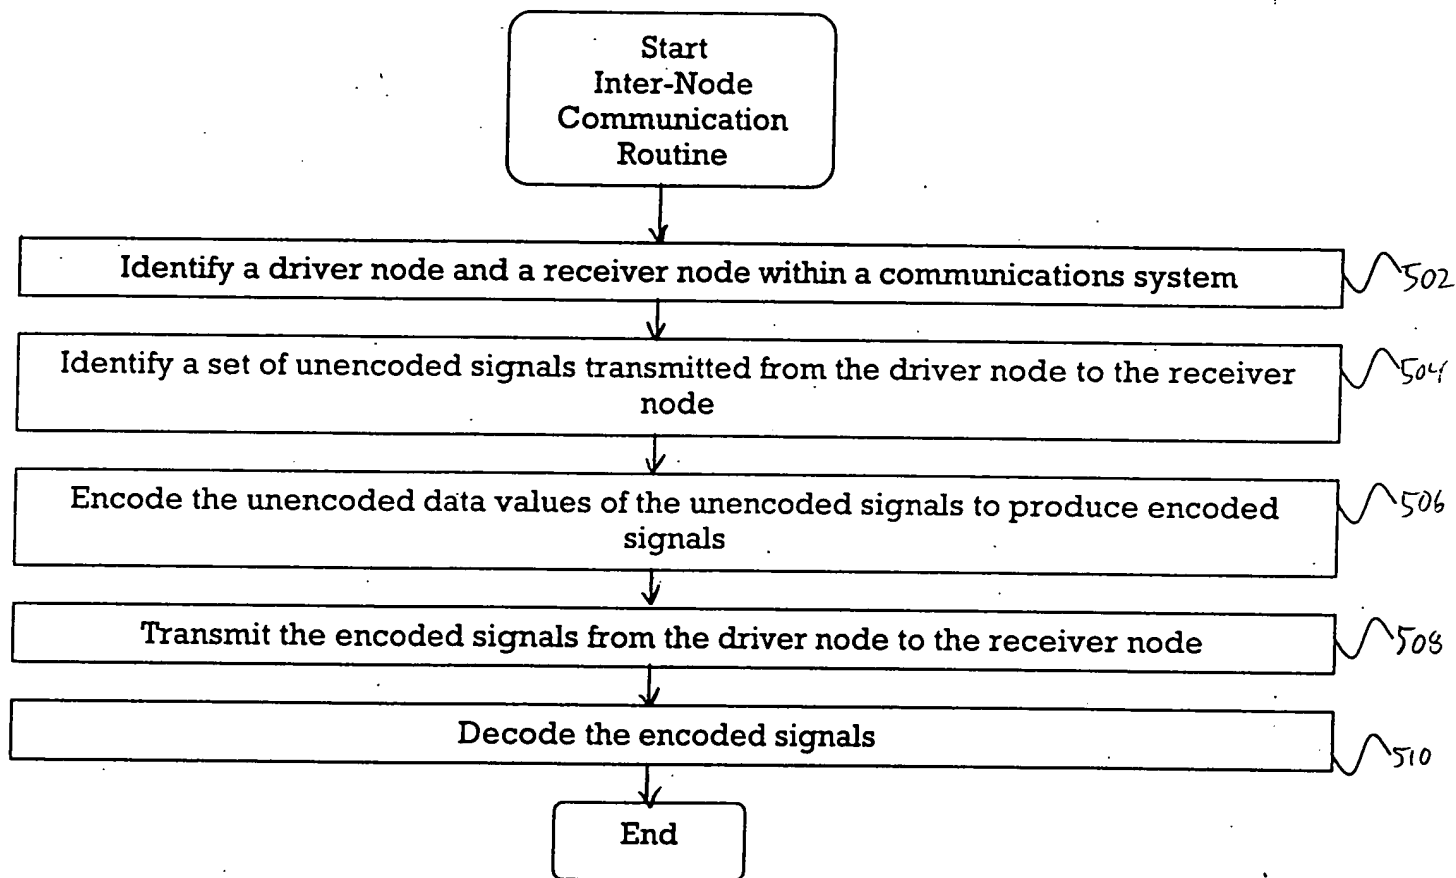 Start
Inter-Node
Communication
Routine
Identify a driver node and a receiver node within a communications system
502
Identify a set of unencoded signals transmitted from the driver node to the receiver
node
504
Encode the unencoded data values of the unencoded signals to produce encoded
signals
506
Transmit the encoded signals from the driver node to the receiver node
508
Decode the encoded signals
510
End